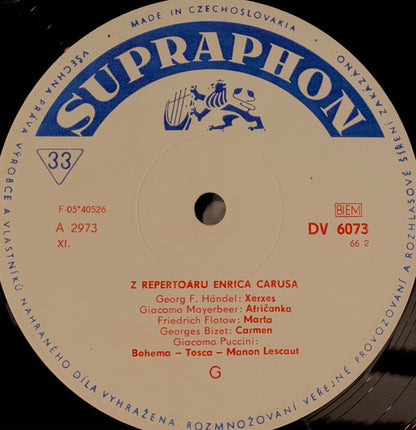 MADE IN CZECHOSLOVAKIA
SUPRAPHON
VŠECHNA PRÁVA VÝROBCE A VLASTNÍKŮ NAHRANÉHO DÍLA VYHRAŽENA. ROZMNOŽOVÁNÍ VEŘEJNÉ PROVOZOVÁNÍ A ROZHLASOVÉ ŠÍŘENÍ ZAKÁZÁNO.
33
F-05*40526
A 2973
XI.
BIEM
DV 6073
66 2
Z REPERTOÁRU ENRICA CARUSA
Georg F. Händel: Xerxes
Giacomo Mayerbeer: Afričanka
Friedrich Flotow: Marta
Georges Bizet: Carmen
Giacomo Puccini:
Bohema – Tosca – Manon Lescaut
G